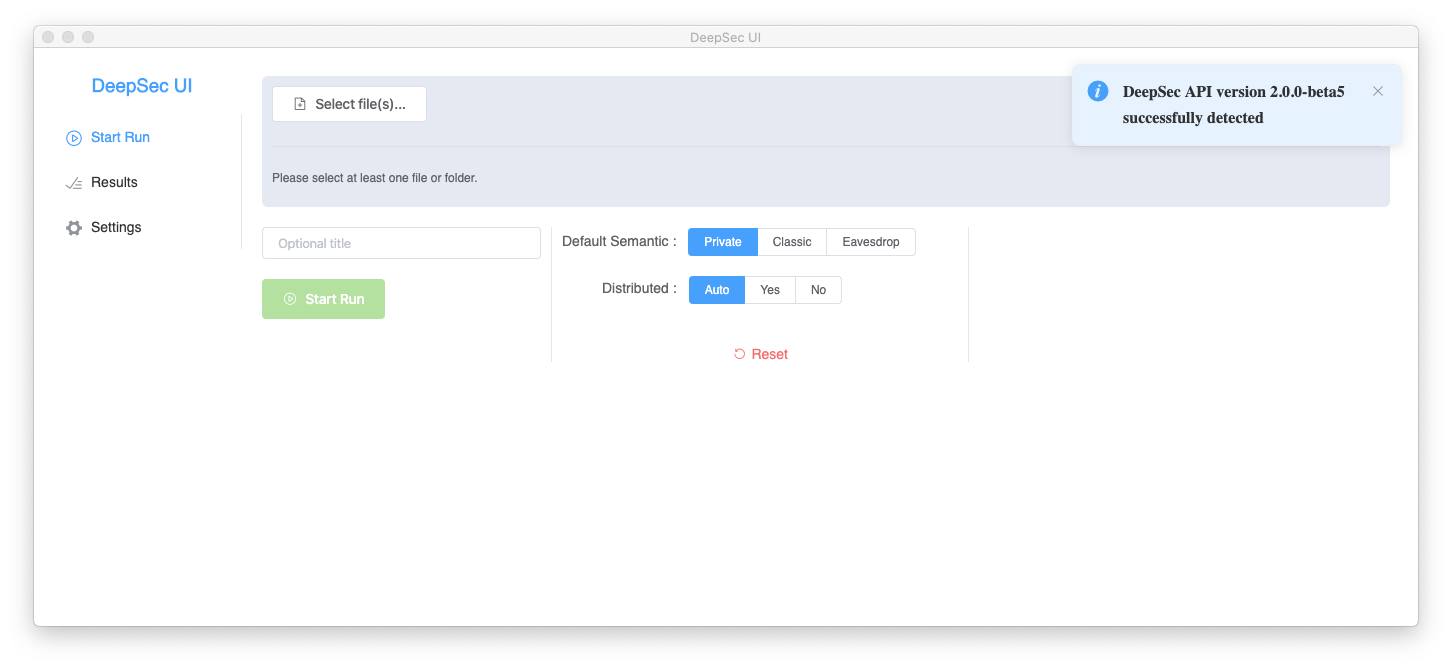 DeepSec UI
DeepSec UI
Start Run
Results
Settings
Select file(s)...
Please select at least one file or folder.
DeepSec API version 2.0.0-beta5
successfully detected
Optional title
Start Run
Default Semantic : Private Classic Eavesdrop
Distributed : Auto Yes No
Reset